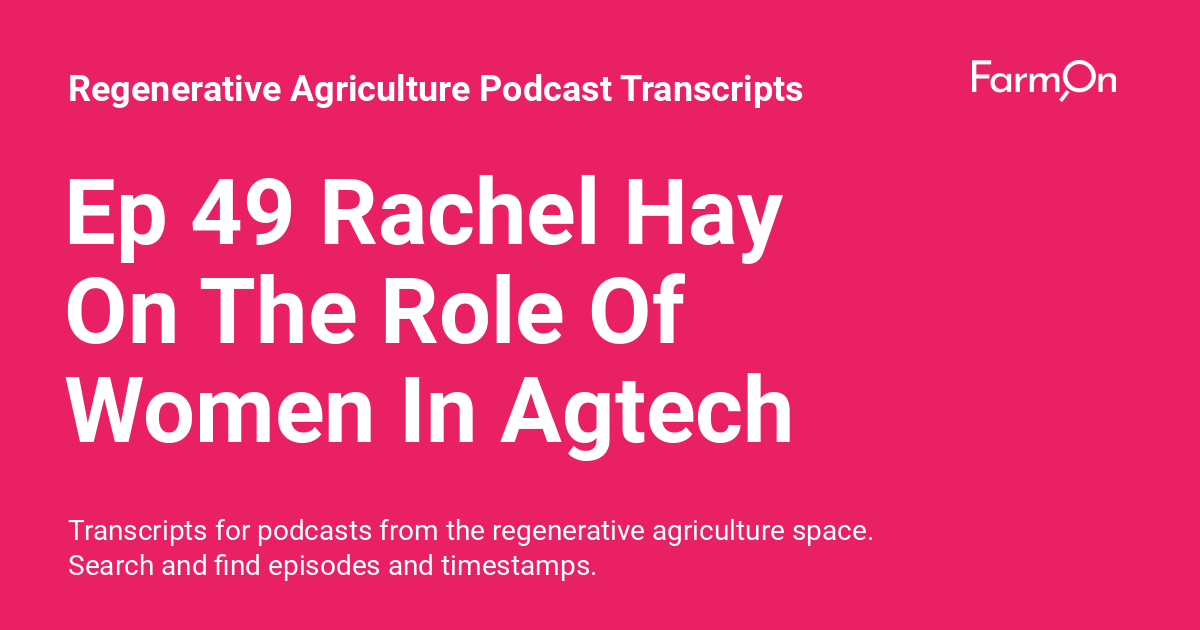 Regenerative Agriculture Podcast Transcripts
FarmOn
Ep 49 Rachel Hay
On The Role Of
Women In Agtech
Transcripts for podcasts from the regenerative agriculture space.
Search and find episodes and timestamps.